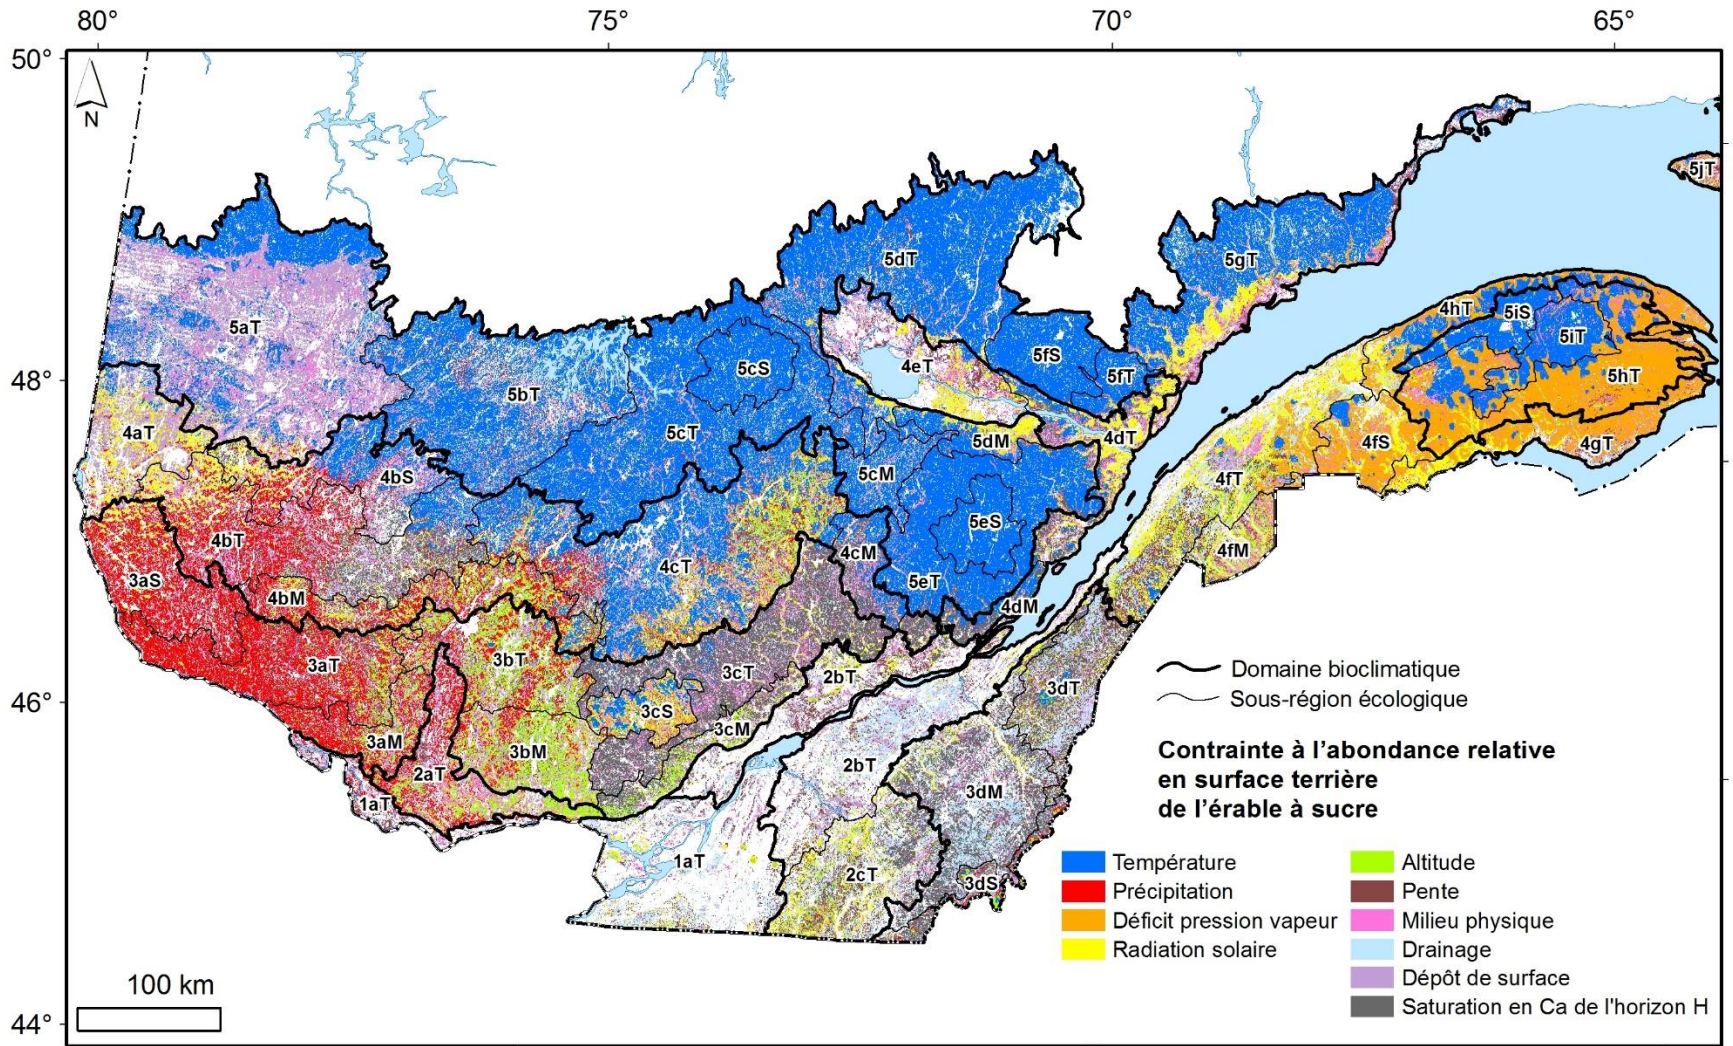 80° 75° 70° 65°
50°
N
5jT
5dT
5gT
5aT
4hT
5iS
5iT
5cS
4eT
5fS
5fT
48°
5bT
5hT
5cT
5dM
4dT
4aT
4fS
4gT
4bS
5cM
4fT
5eS
4bT
4cM
4fM
3aS
4cT
5eT
4bM
4dM
3aT
3bT
3cT
2bT
Domaine bioclimatique
3dT
46°
Sous-région écologique
3cS
3cM
3aM
3bM
Contrainte à l’abondance relative
en surface terrière
de l’érable à sucre
2aT
2bT
3dM
1aT
1aT
2cT
3dS
Température
Précipitation
Déficit pression vapeur
Radiation solaire
Altitude
Pente
Milieu physique
Drainage
Dépôt de surface
Saturation en Ca de l'horizon H
100 km
44°